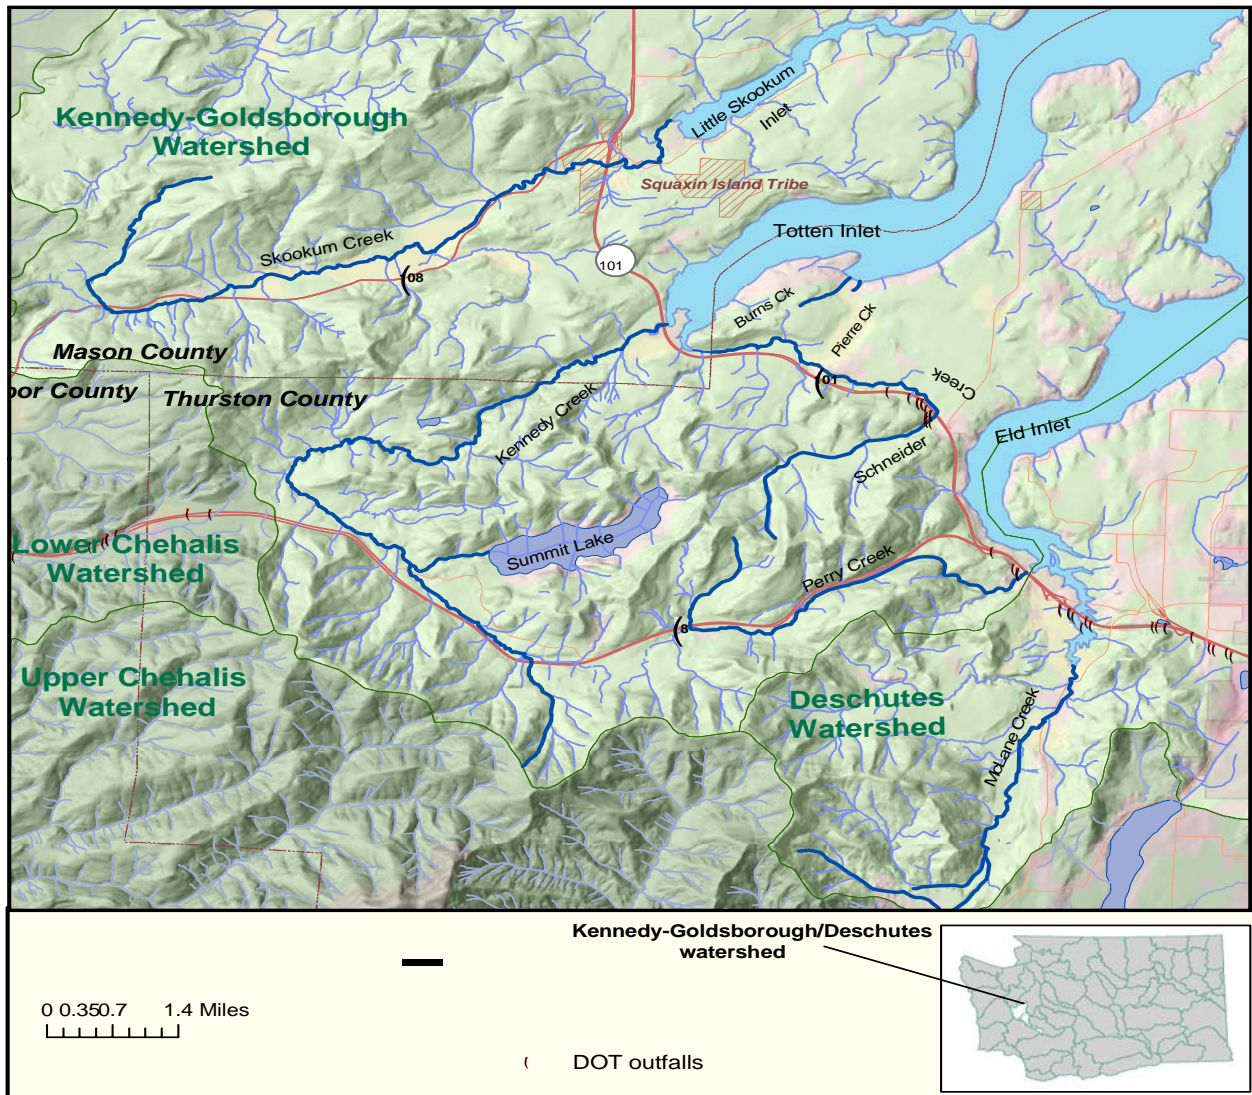 Kennedy-Goldsborough
Watershed
Little Skookum
Inlet
Squaxin Island Tribe
Totten Inlet
Skookum Creek
08
101
Burns Ck
Pierre Ck
Mason County
oor County
Thurston County
01
Creek
Kennedy Creek
Eld Inlet
Schneider
Lower Chehalis
Watershed
Summit Lake
Perry Creek
8
Upper Chehalis
Watershed
Deschutes
Watershed
McLane Creek
Kennedy-Goldsborough/Deschutes
watershed
0 0.35 0.7 1.4 Miles
DOT outfalls